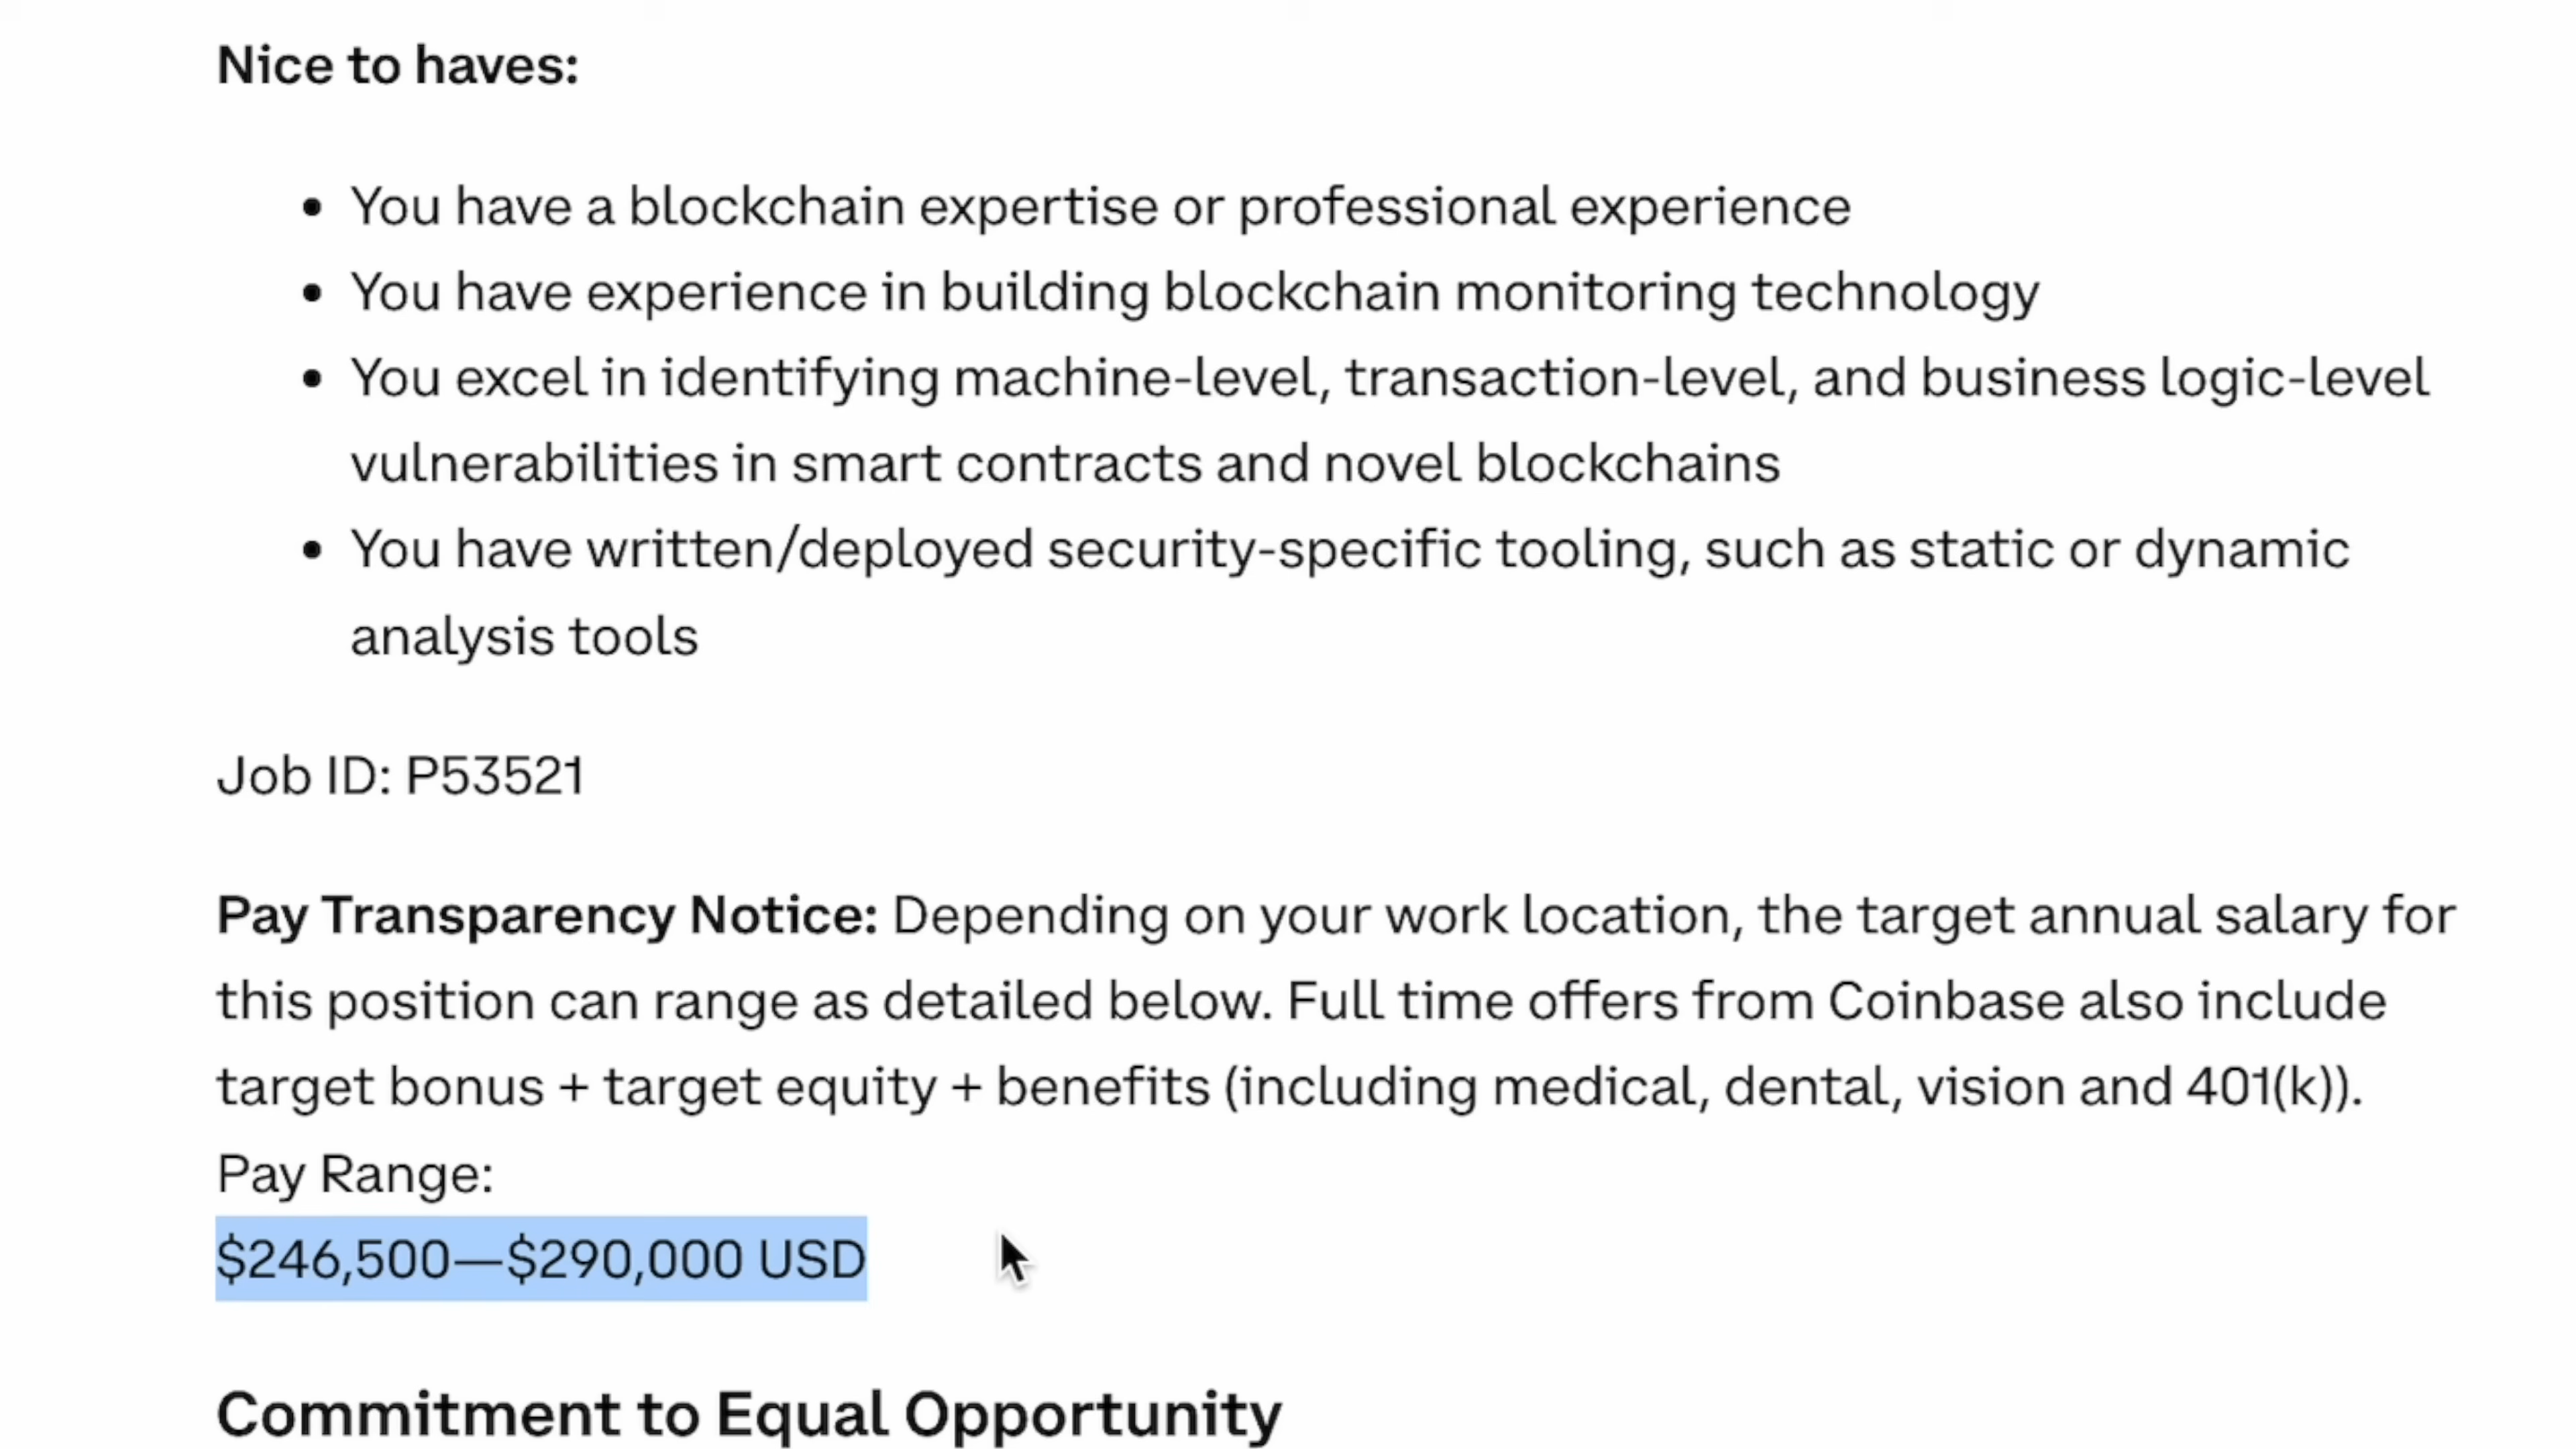 Nice to haves:
• You have a blockchain expertise or professional experience
• You have experience in building blockchain monitoring technology
• You excel in identifying machine-level, transaction-level, and business logic-level
vulnerabilities in smart contracts and novel blockchains
• You have written/deployed security-specific tooling, such as static or dynamic
analysis tools
Job ID: P53521
Pay Transparency Notice: Depending on your work location, the target annual salary for
this position can range as detailed below. Full time offers from Coinbase also include
target bonus + target equity + benefits (including medical, dental, vision and 401(k)).
Pay Range:
$246,500—$290,000 USD
Commitment to Equal Opportunity